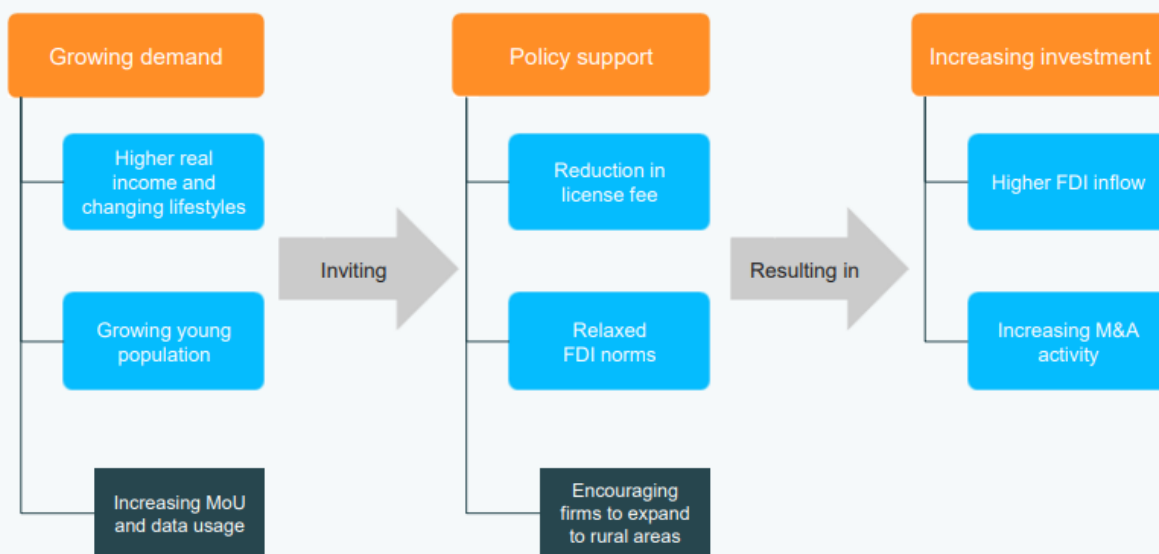 Growing demand
Higher real
income and
changing lifestyles
Growing young
population
Increasing MoU
and data usage
Inviting
Policy support
Reduction in
license fee
Relaxed
FDI norms
Encouraging
firms to expand
to rural areas
Resulting in
Increasing investment
Higher FDI inflow
Increasing M&A
activity